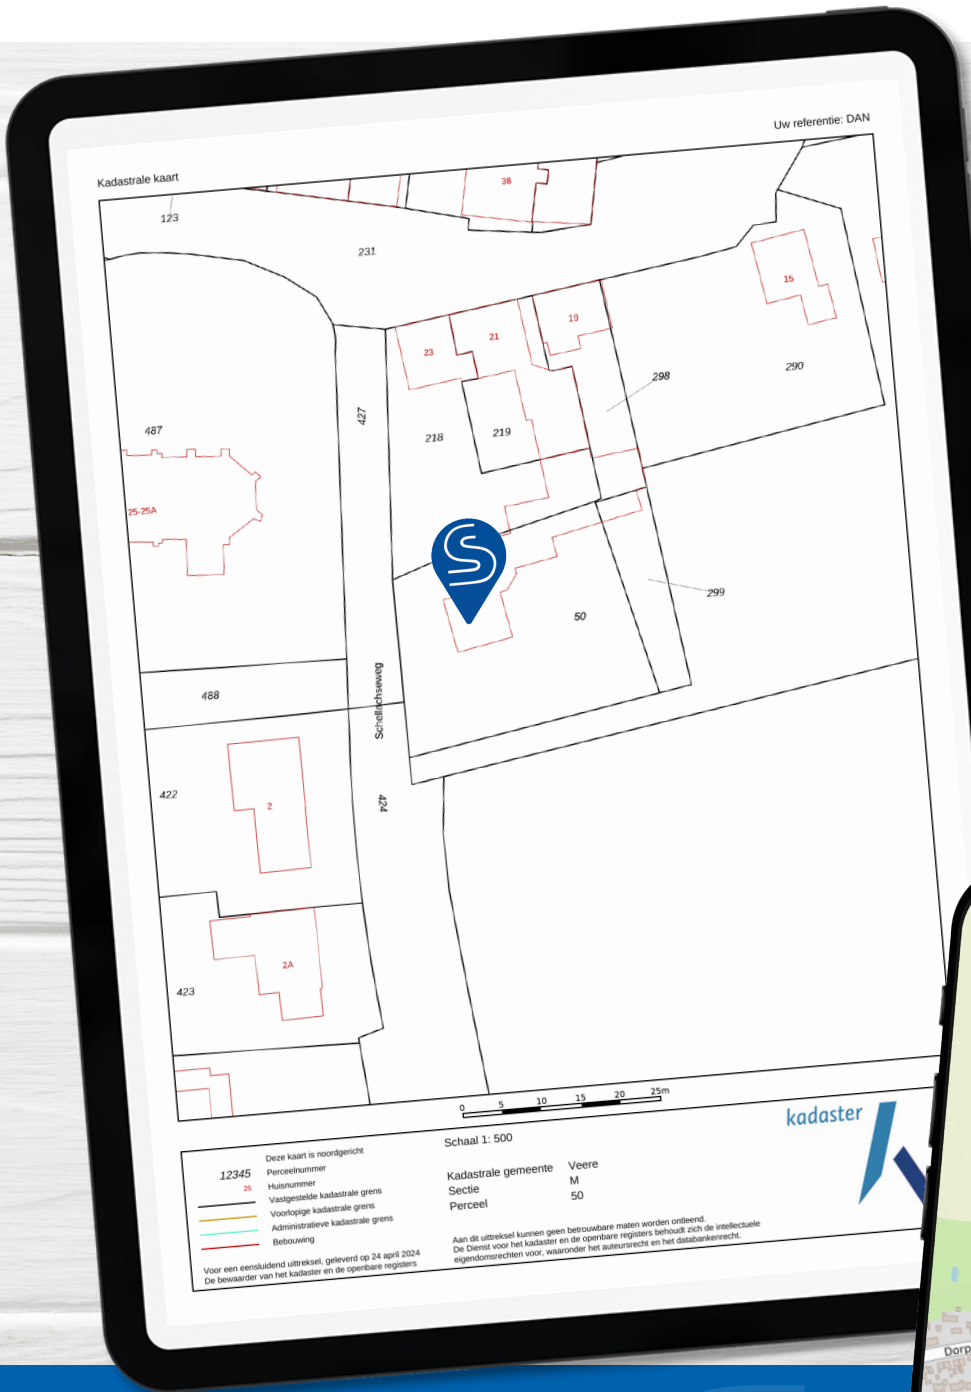 Uw referentie: DAN
Kadastrale kaart
123
38
231
15
19
21
23
298
290
427
487
218
219
25-25A
299
50
Schellachseweg
488
422
424
2
2A
423
0 5 10 15 20 25m
Schaal 1: 500
kadaster
Deze kaart is noordgericht
12345 Perceelnummer
25 Huisnummer
Vastgestelde kadastrale grens
Voorlopige kadastrale grens
Administratieve kadastrale grens
Bebouwing
Kadastrale gemeente Veere
Sectie M
Perceel 50
Voor een eensluidend uittreksel, geleverd op 24 april 2024
De bewaarder van het kadaster en de openbare registers
Aan dit uittreksel kunnen geen betrouwbare maten worden ontleend.
De Dienst voor het kadaster en de openbare registers behoudt zich de intellectuele
eigendomsrechten voor, waaronder het auteursrecht en het databankenrecht.
Dorp